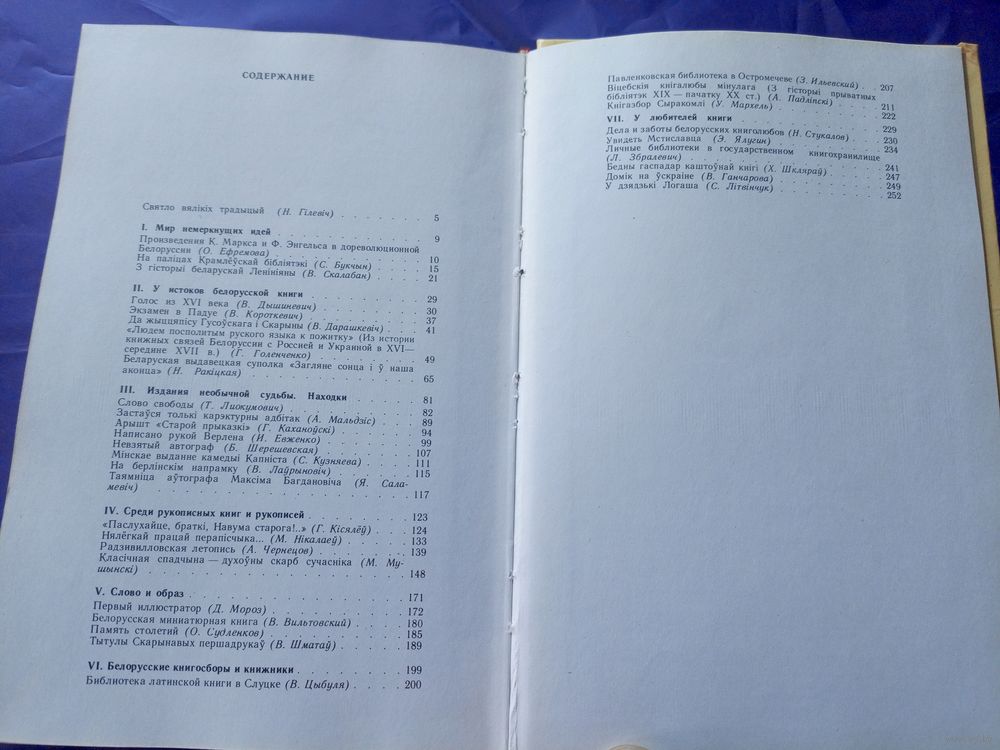 СОДЕРЖАНИЕ
Святло вялікіх традыцый (Н. Гілевіч) . . . . . . . 5
I. Мир немеркнущих идей . . . . . . . . . . 9
Произведения К. Маркса и Ф. Энгельса в дореволюционной
Белоруссии (О. Ефремова) . . . . . . . . . 10
На паліцах Крамлёўскай бібліятэкі (С. Букчын) . . . . 15
З гісторыі беларускай Ленініяны (В. Скалабан) . . . . 21
II. У истоков белорусской книги . . . . . . . . 29
Голос из XVI века (В. Дышиневич) . . . . . . . 30
Экзамен в Падуе (В. Короткевич) . . . . . . . 37
Да жыццяпісу Гусоўскага і Скарыны (В. Дарашкевіч) . . . 41
«Людем посполитым руского языка к пожитку» (Из истории
книжных связей Белоруссии с Россией и Украиной в XVI—
середине XVII в.) (Г. Голенченко) . . . . . . . 49
Беларуская выдавецкая суполка «Загляне сонца і ў наша
аконца» (Н. Ракіцкая) . . . . . . . . . . 65
III. Издания необычной судьбы. Находки . . . . . . 81
Слово свободы (Т. Лиокумович) . . . . . . . . 82
Застаўся толькі карэктурны адбітак (А. Мальдзіс) . . . 89
Арышт «Старой прыказкі» (Г. Каханоўскі) . . . . . 94
Написано рукой Верлена (И. Евженко) . . . . . . 99
Невзятый автограф (Б. Шерешевская) . . . . . . 107
Мінскае выданне камедыі Капніста (С. Кузняева) . . . . 111
На берлінскім напрамку (В. Лаўрыновіч) . . . . . 115
Таямніца аўтографа Максіма Багдановіча (Я. Сала-
мевіч) . . . . . . . . . . . . . 117
IV. Среди рукописных книг и рукописей . . . . . . 123
«Паслухайце, браткі, Навума старога!..» (Г. Кісялёў) . . . 124
Нялёгкай працай перапісчыка... (М. Нікалаеў) . . . . 133
Радзивилловская летопись (А. Чернецов) . . . . . 139
Класічная спадчына — духоўны скарб сучасніка (М. Му-
шынскі) . . . . . . . . . . . . . 148
V. Слово и образ . . . . . . . . . . . . 171
Первый иллюстратор (Д. Мороз) . . . . . . . . 172
Белорусская миниатюрная книга (В. Вильтовский) . . . . 180
Память столетий (О. Судленков) . . . . . . . . 185
Тытулы Скарынавых першадрукаў (В. Шматаў) . . . . 189
VI. Белорусские книгосборы и книжники . . . . . . 199
Библиотека латинской книги в Слуцке (В. Цыбуля) . . . . 200
Павленковская библиотека в Остромечеве (З. Ильевский) . . 207
Віцебскія кнігалюбы мінулага (З гісторыі прыватных
бібліятэк XIX — пачатку XX ст.) (А. Падліпскі) . . . . 211
Кнігазбор Сыракомлі (У. Мархель) . . . . . . . 222
VII. У любителей книги . . . . . . . . . . 229
Дела и заботы белорусских книголюбов (Н. Стукалов) . . 230
Увидеть Мстиславца (Э. Ялугин) . . . . . . . 234
Личные библиотеки в государственном книгохранилище
(Л. Збралевич) . . . . . . . . . . . 241
Бедны гаспадар каштоўнай кнігі (Х. Шкляраў) . . . . 247
Домік на ўскраіне (В. Ганчарова) . . . . . . . 249
У дзядзькі Логаша (С. Літвінчук) . . . . . . . 252